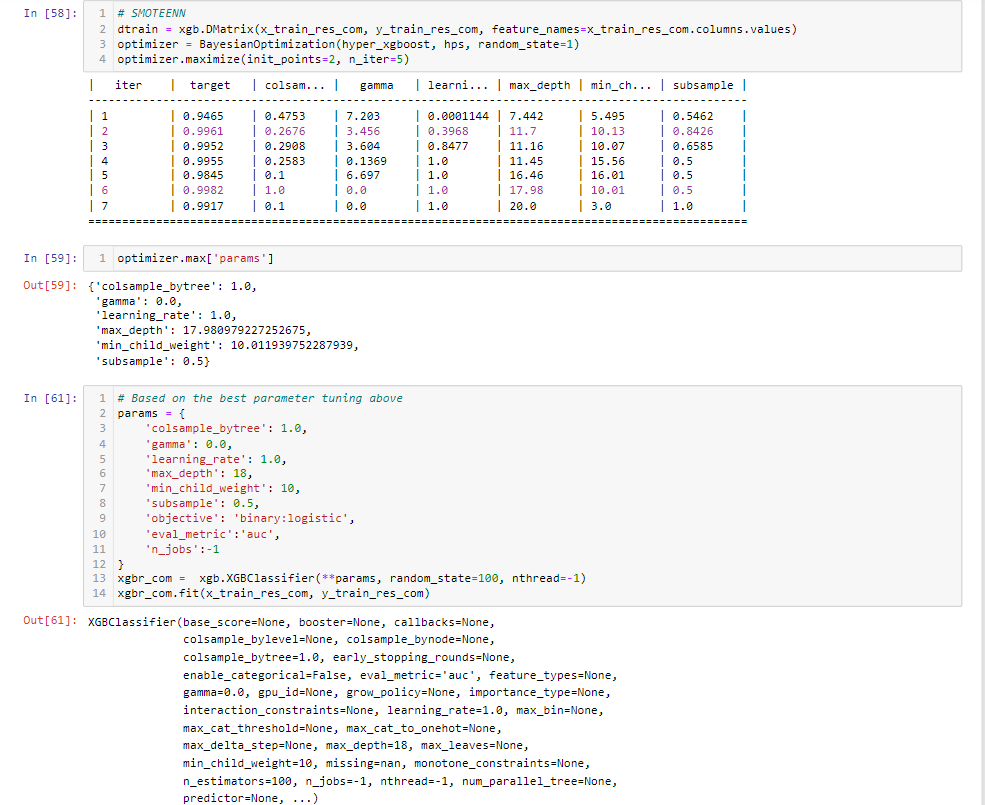 In [58]:
1 # SMOTEENN
2 dtrain = xgb.DMatrix(x_train_res_com, y_train_res_com, feature_names=x_train_res_com.columns.values)
3 optimizer = BayesianOptimization(hyper_xgboost, hps, random_state=1)
4 optimizer.maximize(init_points=2, n_iter=5)
| iter | target | colsam... | gamma | learni... | max_depth | min_ch... | subsample |
-------------------------------------------------------------------------------------------------
| 1 | 0.9465 | 0.4753 | 7.203 | 0.0001144 | 7.442 | 5.495 | 0.5462 |
| 2 | 0.9961 | 0.2676 | 3.456 | 0.3968 | 11.7 | 10.13 | 0.8426 |
| 3 | 0.9952 | 0.2908 | 3.604 | 0.8477 | 11.16 | 10.07 | 0.6585 |
| 4 | 0.9955 | 0.2583 | 0.1369 | 1.0 | 11.45 | 15.56 | 0.5 |
| 5 | 0.9845 | 0.1 | 6.697 | 1.0 | 16.46 | 16.01 | 0.5 |
| 6 | 0.9982 | 1.0 | 0.0 | 1.0 | 17.98 | 10.01 | 0.5 |
| 7 | 0.9917 | 0.1 | 0.0 | 1.0 | 20.0 | 3.0 | 1.0 |
=================================================================================================
In [59]:
1 optimizer.max['params']
Out[59]: {'colsample_bytree': 1.0,
'gamma': 0.0,
'learning_rate': 1.0,
'max_depth': 17.980979227252675,
'min_child_weight': 10.011939752287939,
'subsample': 0.5}
In [61]:
1 # Based on the best parameter tuning above
2 params = {
3 'colsample_bytree': 1.0,
4 'gamma': 0.0,
5 'learning_rate': 1.0,
6 'max_depth': 18,
7 'min_child_weight': 10,
8 'subsample': 0.5,
9 'objective': 'binary:logistic',
10 'eval_metric':'auc',
11 'n_jobs':-1
12 }
13 xgbr_com = xgb.XGBClassifier(**params, random_state=100, nthread=-1)
14 xgbr_com.fit(x_train_res_com, y_train_res_com)
Out[61]: XGBClassifier(base_score=None, booster=None, callbacks=None,
colsample_bylevel=None, colsample_bynode=None,
colsample_bytree=1.0, early_stopping_rounds=None,
enable_categorical=False, eval_metric='auc', feature_types=None,
gamma=0.0, gpu_id=None, grow_policy=None, importance_type=None,
interaction_constraints=None, learning_rate=1.0, max_bin=None,
max_cat_threshold=None, max_cat_to_onehot=None,
max_delta_step=None, max_depth=18, max_leaves=None,
min_child_weight=10, missing=nan, monotone_constraints=None,
n_estimators=100, n_jobs=-1, nthread=-1, num_parallel_tree=None,
predictor=None, ...)